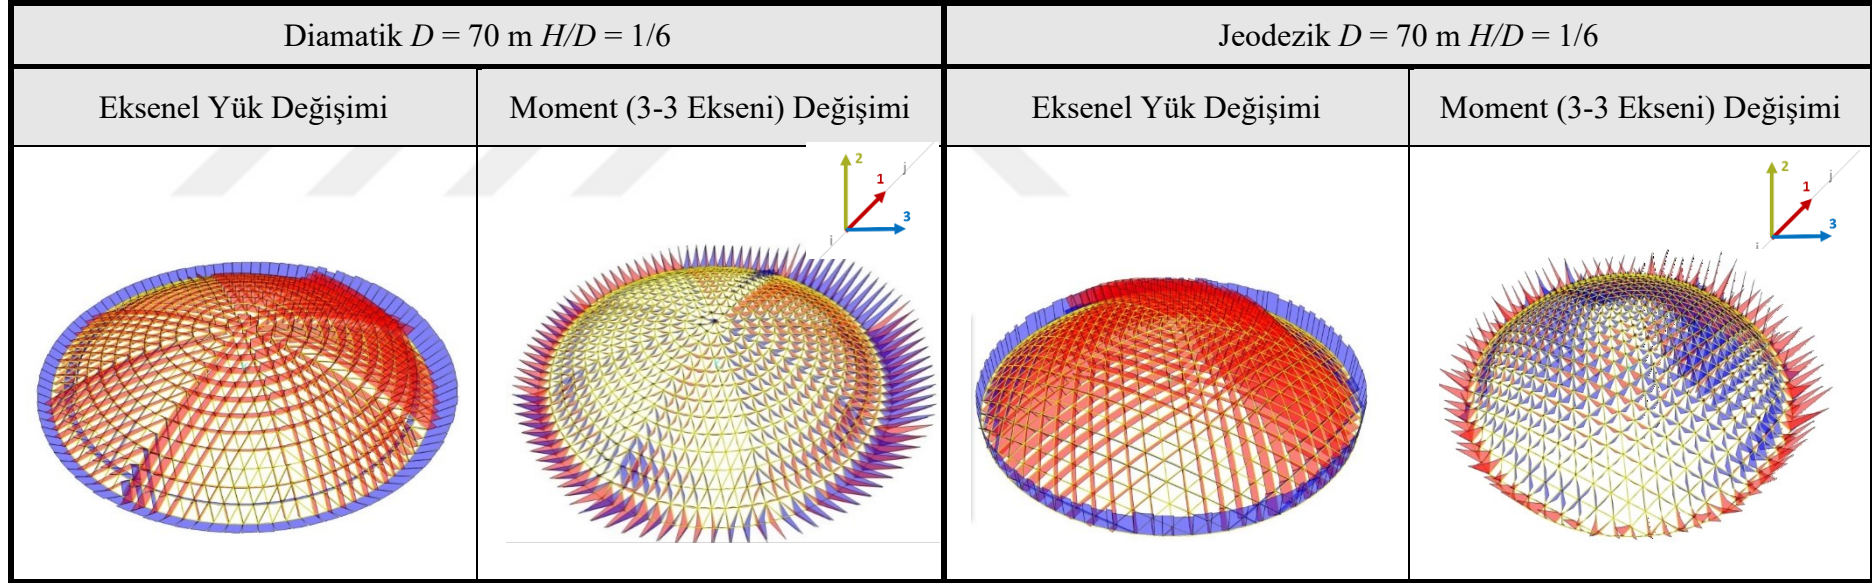 Diamatik D = 70 m H/D = 1/6
Jeodezik D = 70 m H/D = 1/6
Eksenel Yük Değişimi
Moment (3-3 Ekseni) Değişimi
Eksenel Yük Değişimi
Moment (3-3 Ekseni) Değişimi
2
j
1
3
i
2
j
1
3